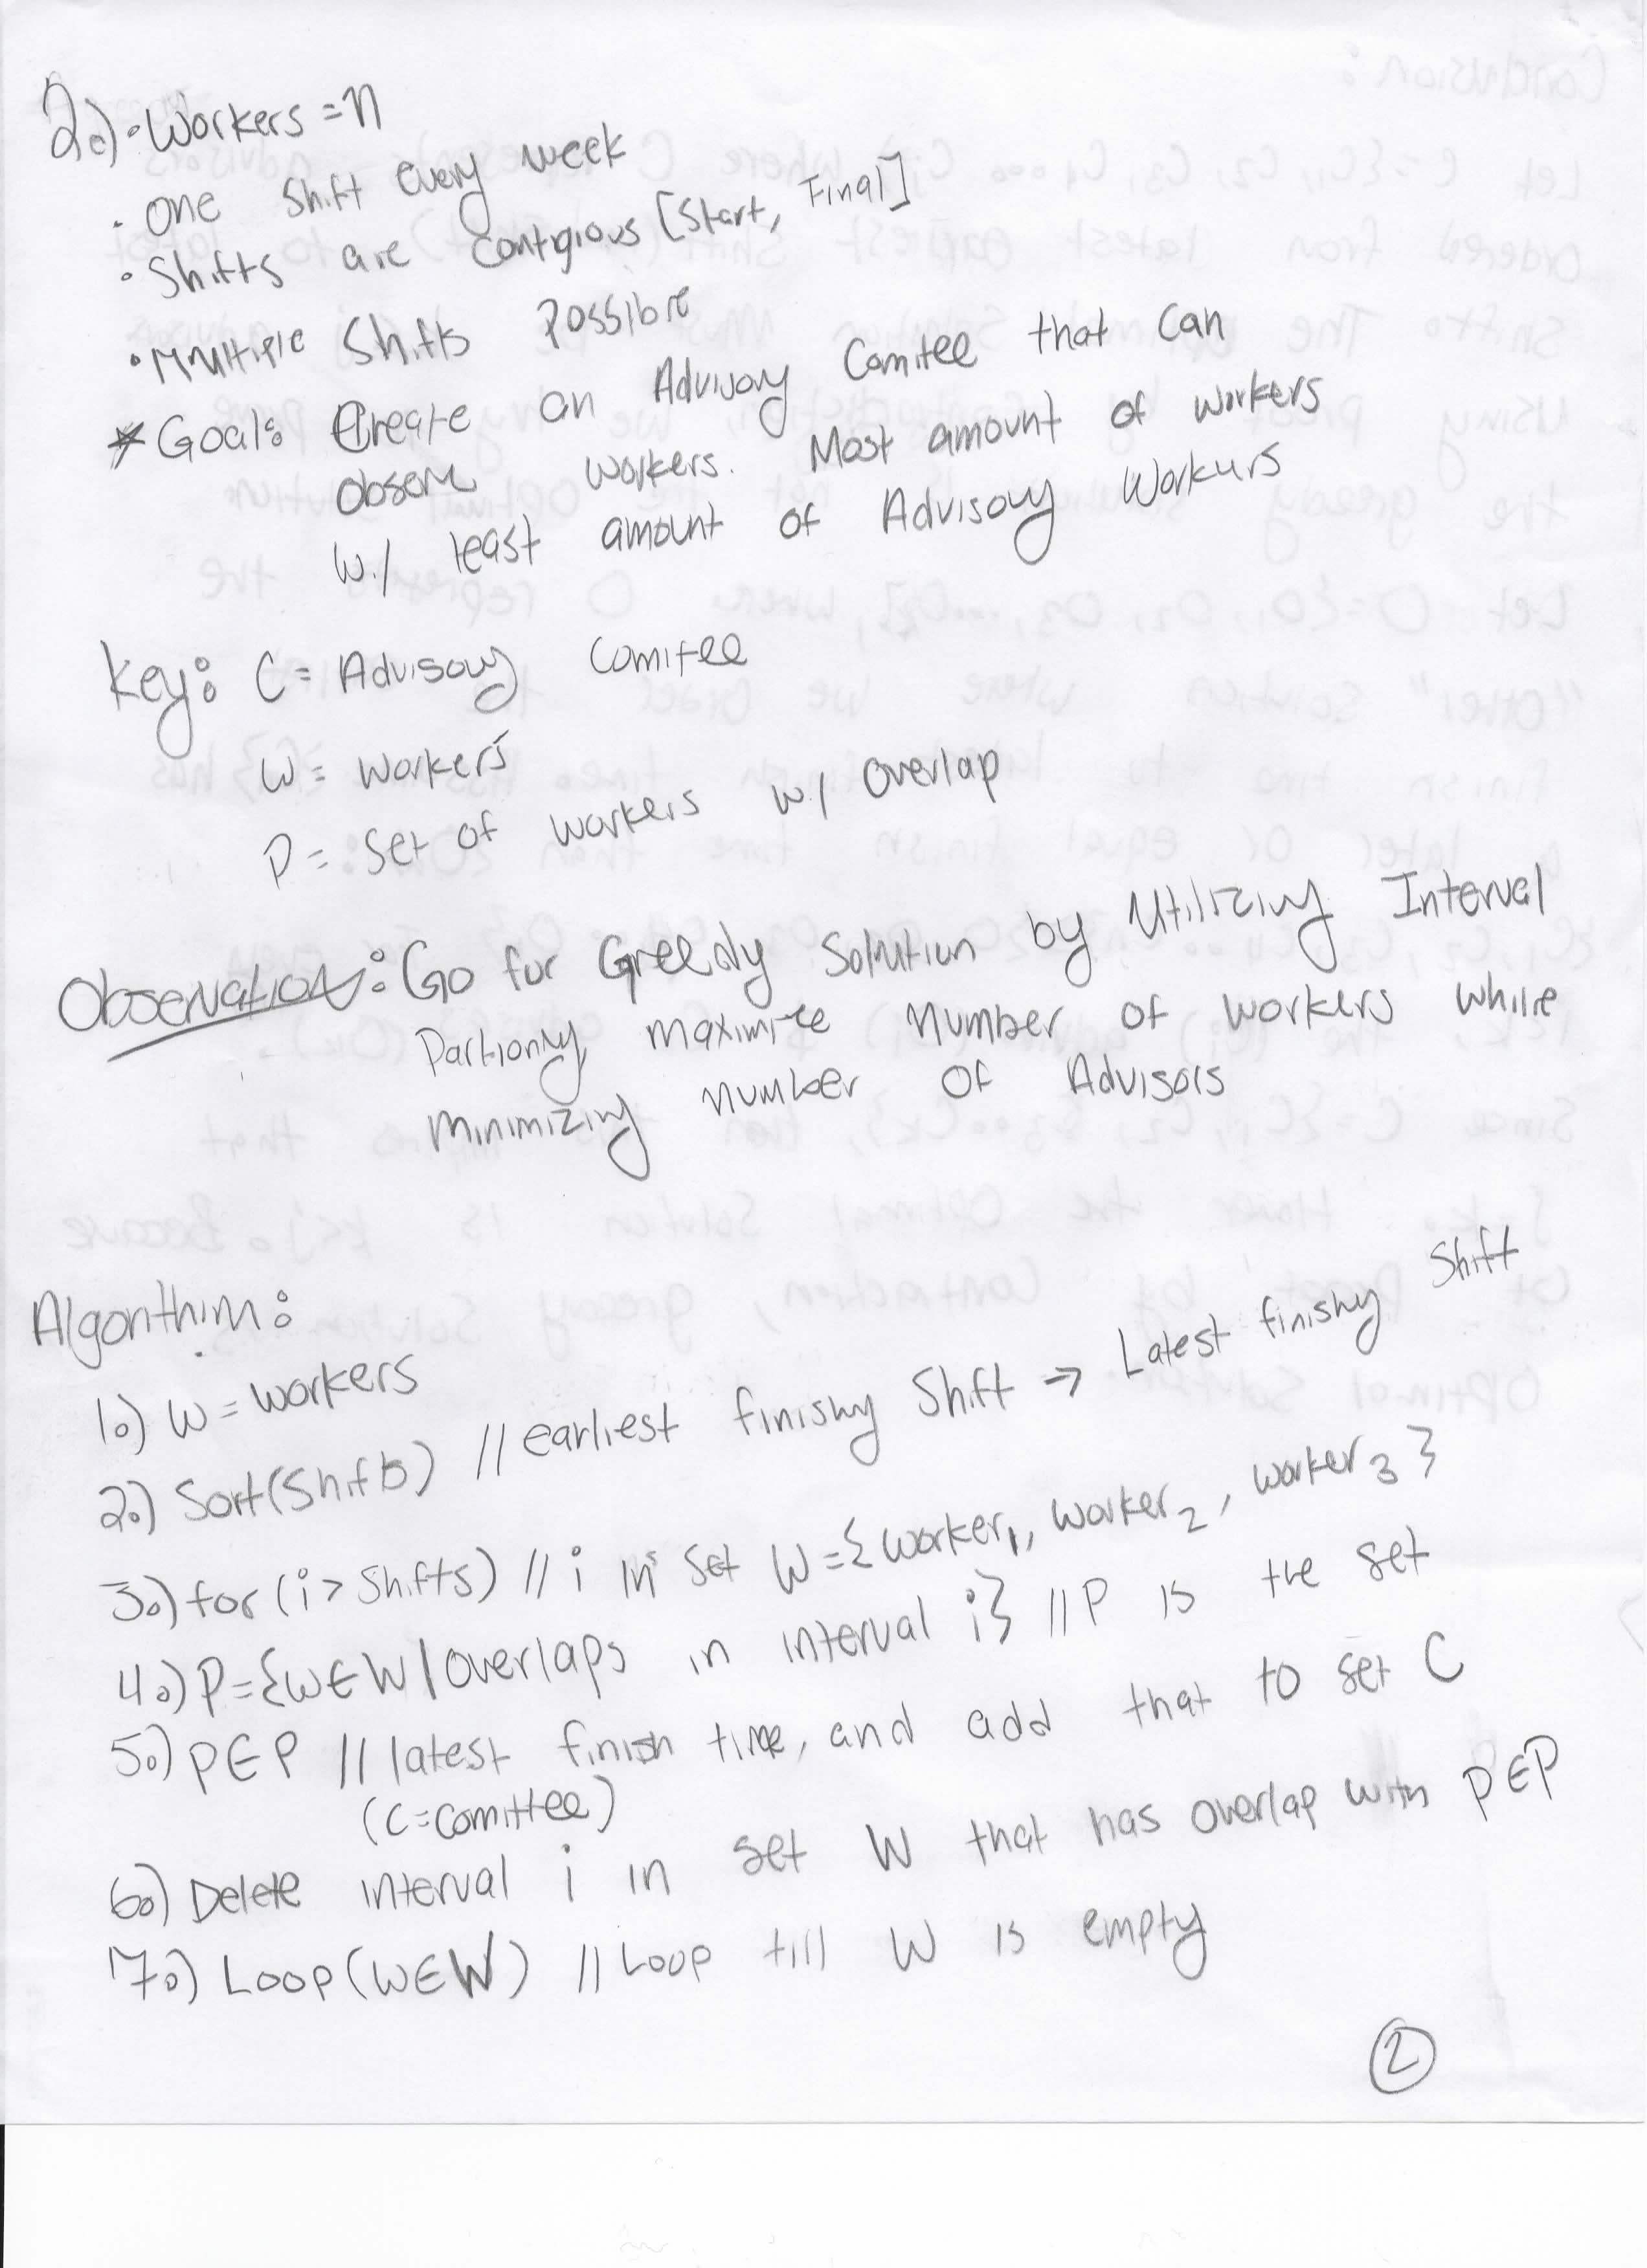 2.) • Workers = n
• One Shift every week
• Shifts are contigious [Start, Final]
• Multiple Shifts Possible
* Goal: Create an Advisory Comitee that can
observe workers. Most amount of workers
w/ least amount of Advisory Workers
Key: C = Advisory Comitee
W = Workers
P = Set of workers w/ Overlap
Observation: Go for Greedy Solution by Utilizing Interval
Partioning, maximize Number of workers while
minimizing number of Advisors
Algorithim:
1.) W = workers
2.) Sort(Shifts) // earliest finishing Shift → Latest finishing Shift
3.) for (i > Shifts) // i in set W = {worker1, worker2, worker3}
4.) P = {w∈W | overlaps in interval i} // P is the set
5.) p∈P // latest finish time, and add that to set C
(C = Comittee)
6.) Delete interval i in set W that has overlap with p∈P
7.) Loop(w∈W) // Loop till W is empty
2